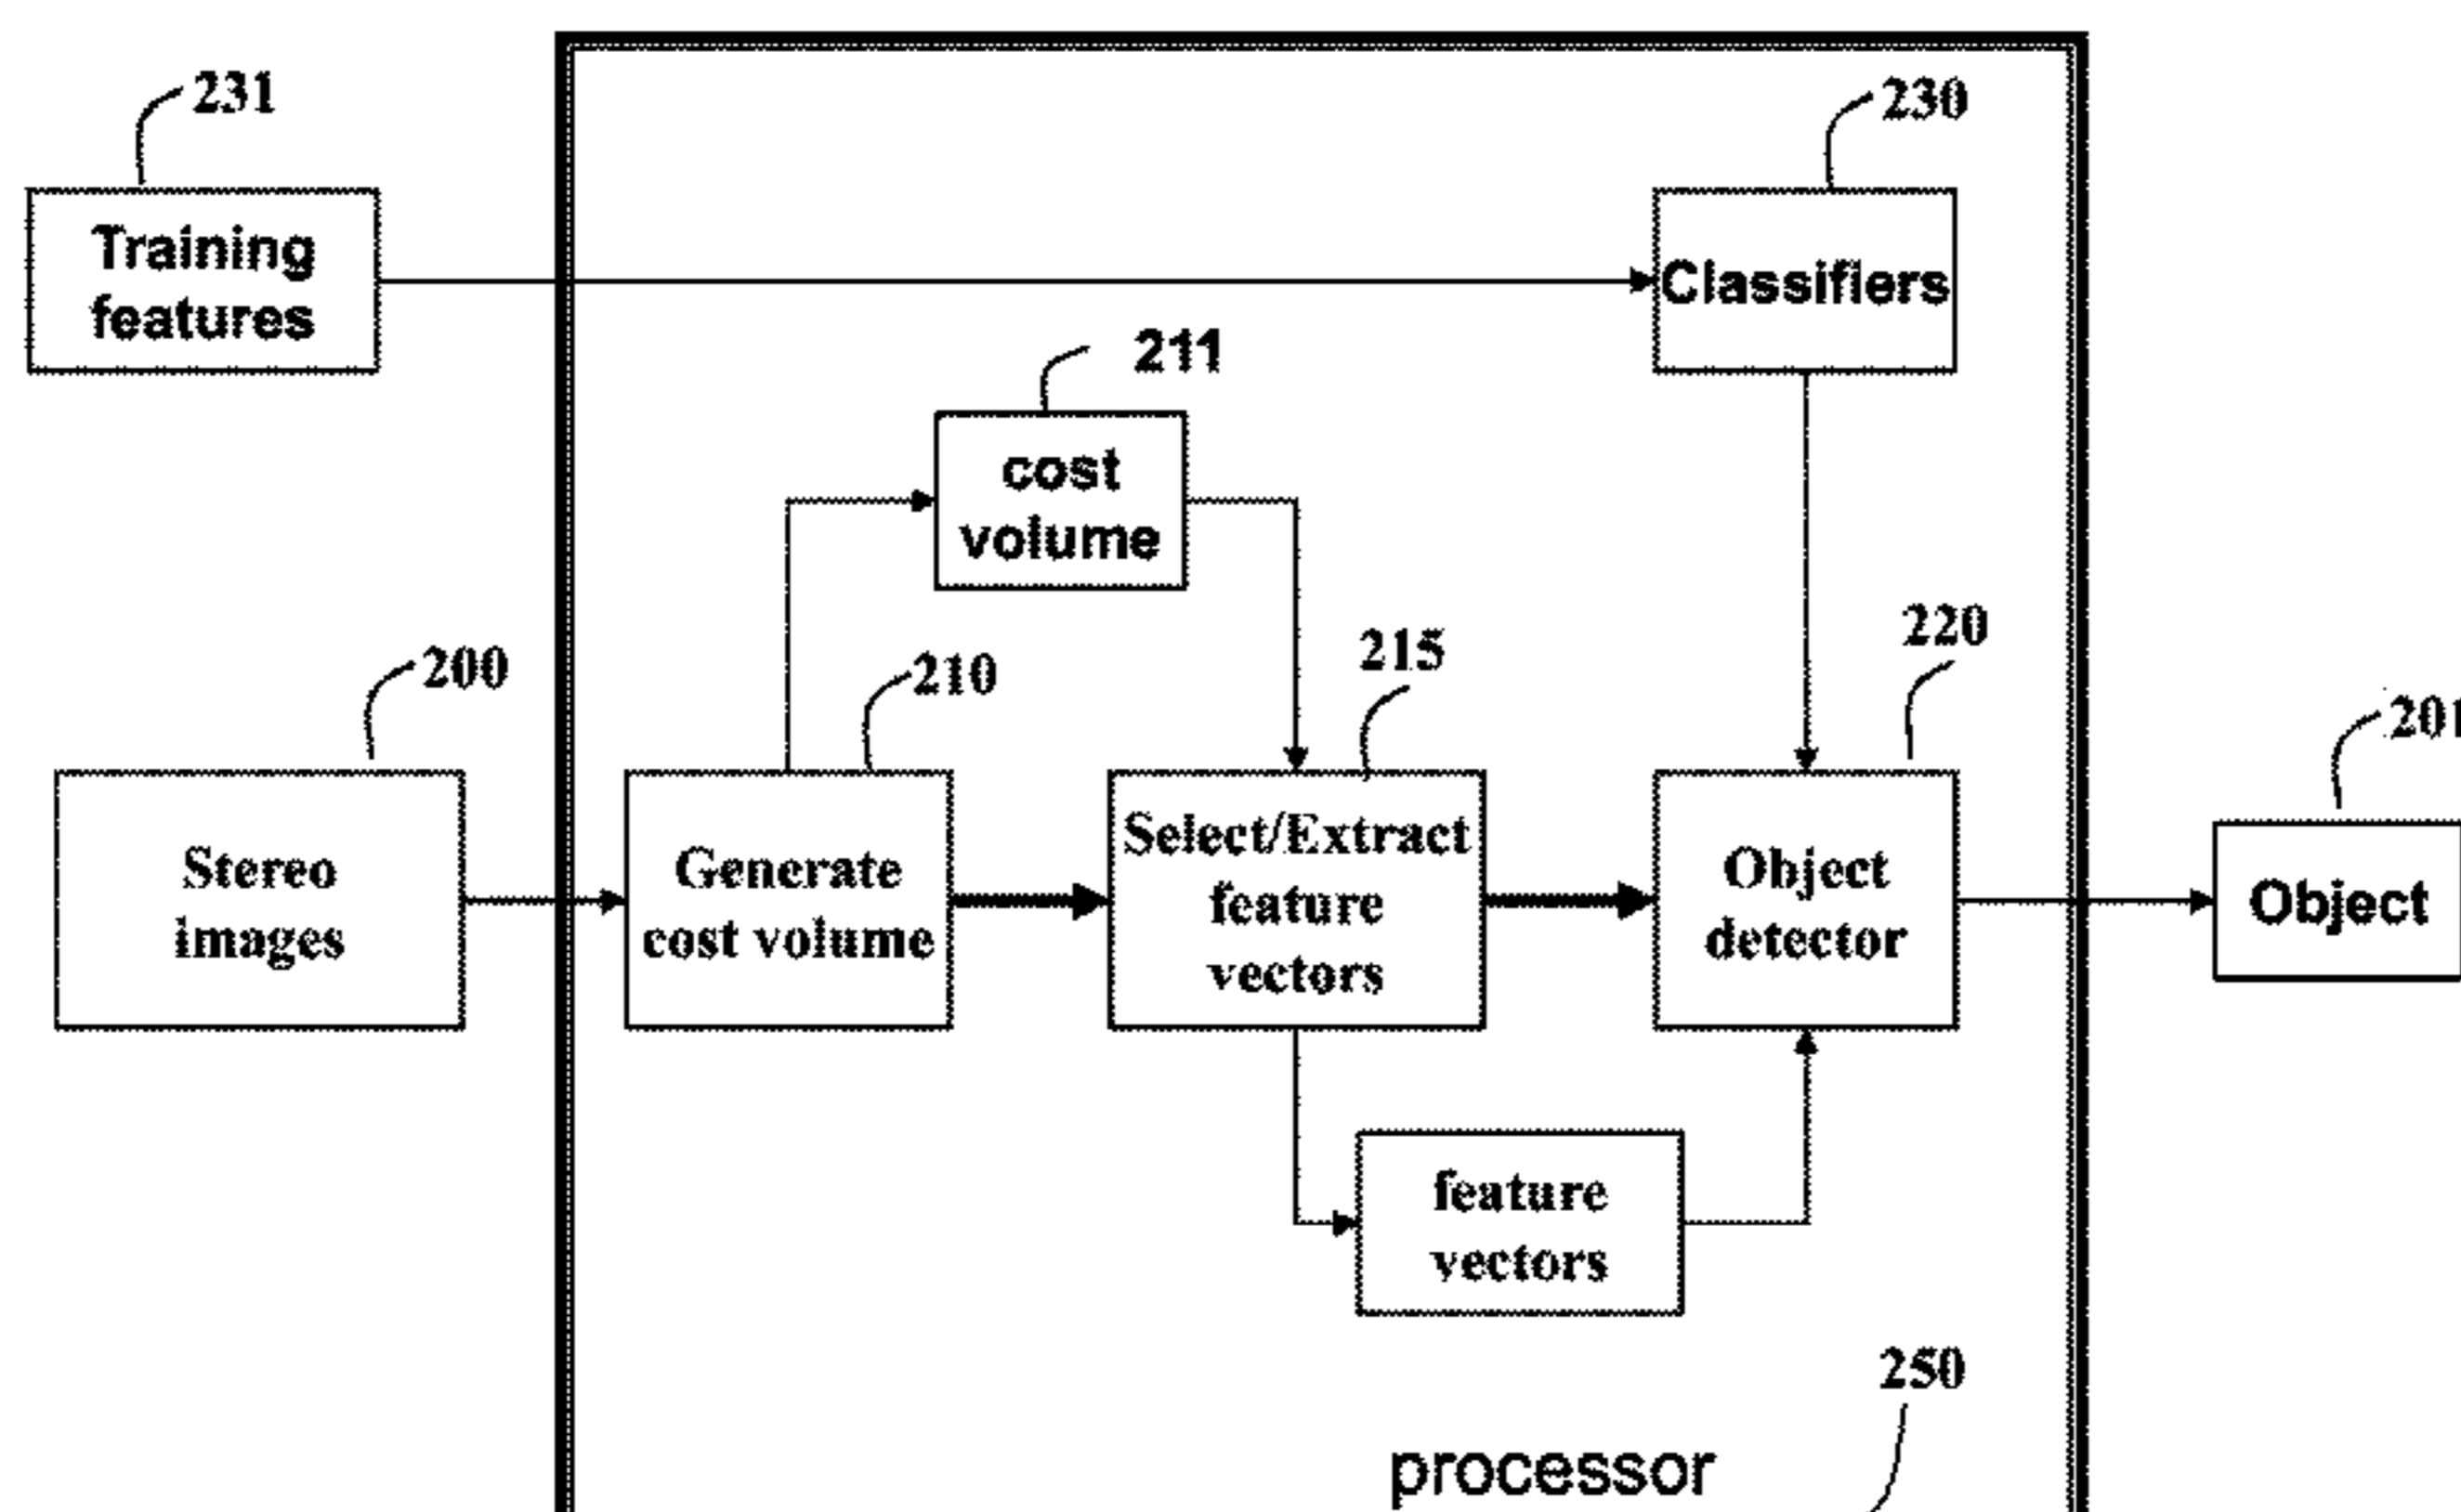 231
230
Training
features
Classifiers
211
cost
volume
200
210
215
220
201
Stereo
images
Generate
cost volume
Select/Extract
feature
vectors
Object
detector
Object
feature
vectors
250
processor